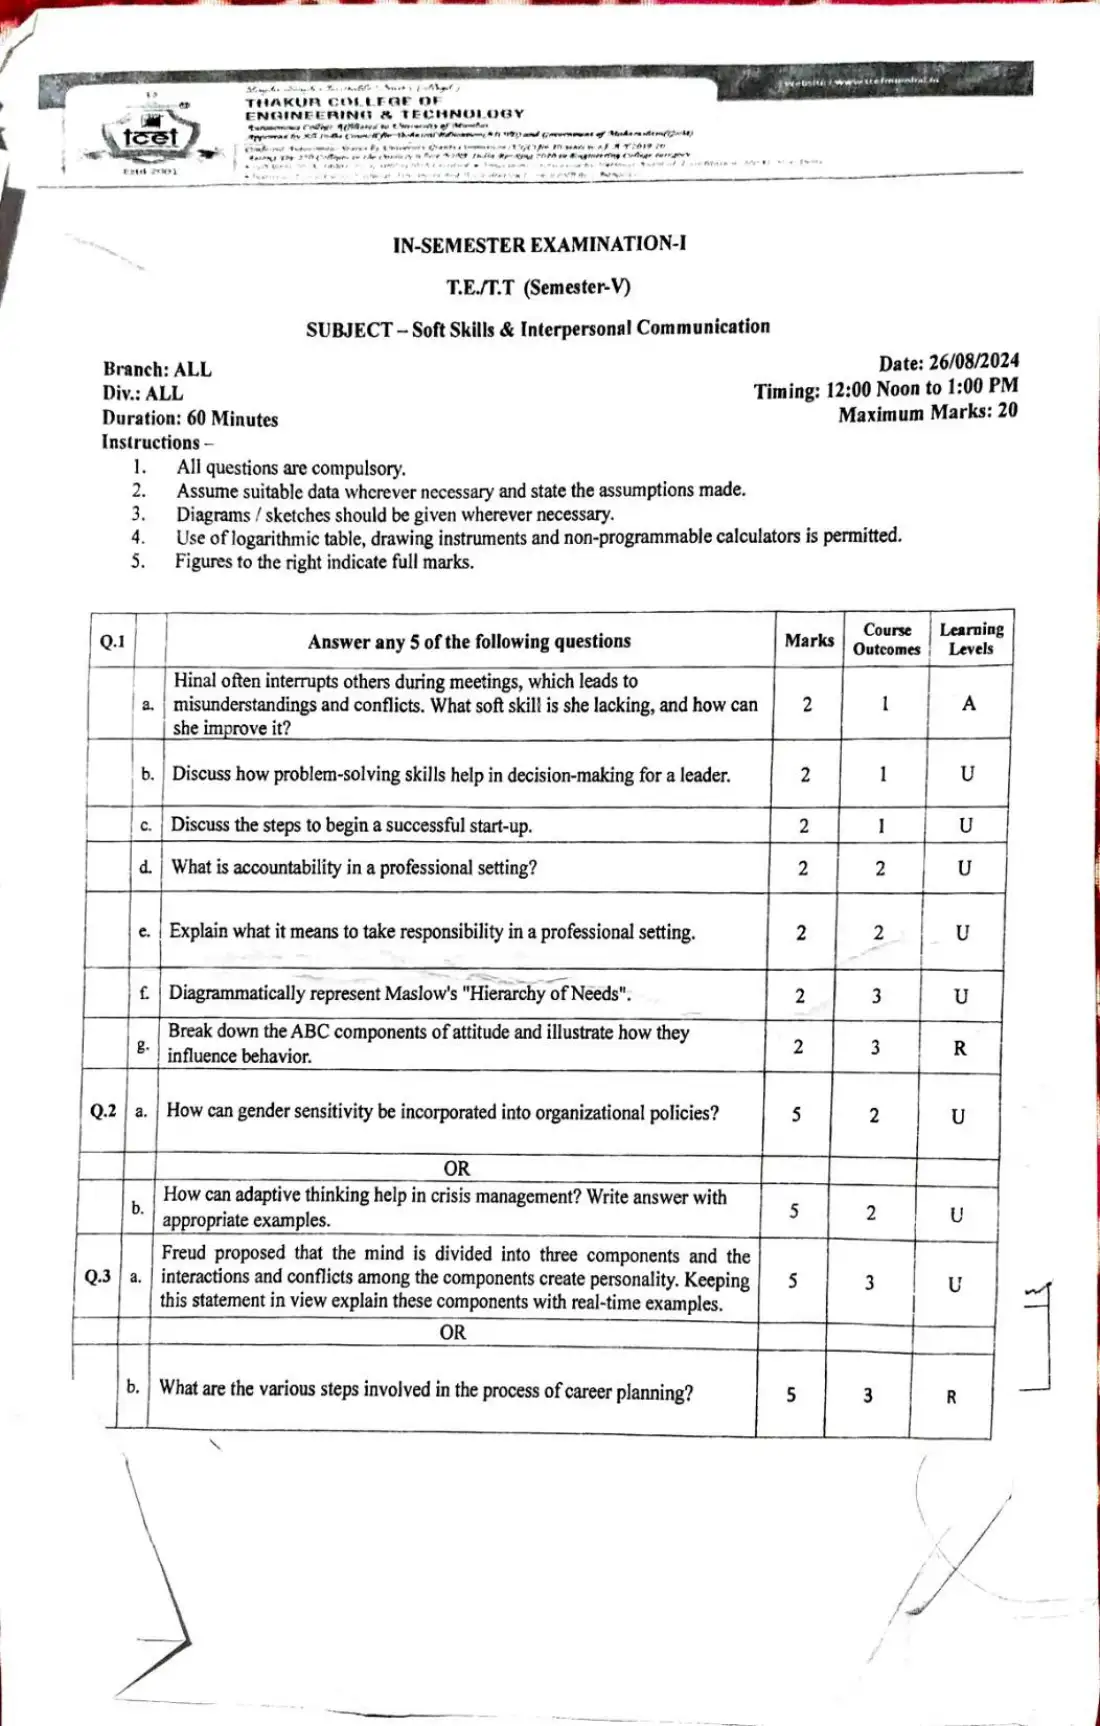 THAKUR COLLEGE OF
ENGINEERING & TECHNOLOGY
tcet
Estd 2001
IN-SEMESTER EXAMINATION-I
T.E./T.T (Semester-V)
SUBJECT – Soft Skills & Interpersonal Communication
Branch: ALL
Date: 26/08/2024
Div.: ALL
Timing: 12:00 Noon to 1:00 PM
Duration: 60 Minutes
Maximum Marks: 20
Instructions –
1. All questions are compulsory.
2. Assume suitable data wherever necessary and state the assumptions made.
3. Diagrams / sketches should be given wherever necessary.
4. Use of logarithmic table, drawing instruments and non-programmable calculators is permitted.
5. Figures to the right indicate full marks.
Q.1 Answer any 5 of the following questions Marks Course Outcomes Learning Levels
a. Hinal often interrupts others during meetings, which leads to
misunderstandings and conflicts. What soft skill is she lacking, and how can 2 1 A
she improve it?
b. Discuss how problem-solving skills help in decision-making for a leader. 2 1 U
c. Discuss the steps to begin a successful start-up. 2 1 U
d. What is accountability in a professional setting? 2 2 U
e. Explain what it means to take responsibility in a professional setting. 2 2 U
f. Diagrammatically represent Maslow's "Hierarchy of Needs". 2 3 U
g. Break down the ABC components of attitude and illustrate how they
influence behavior. 2 3 R
Q.2 a. How can gender sensitivity be incorporated into organizational policies? 5 2 U
OR
b. How can adaptive thinking help in crisis management? Write answer with
appropriate examples. 5 2 U
Q.3 a. Freud proposed that the mind is divided into three components and the
interactions and conflicts among the components create personality. Keeping 5 3 U
this statement in view explain these components with real-time examples.
OR
b. What are the various steps involved in the process of career planning? 5 3 R